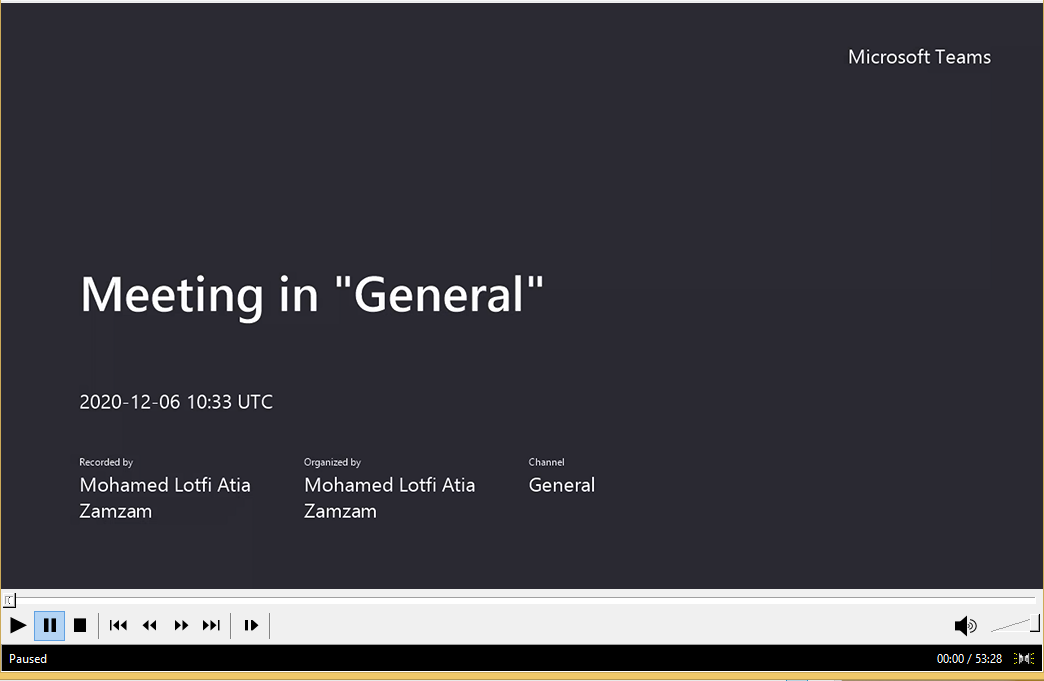 Microsoft Teams
Meeting in "General"
2020-12-06 10:33 UTC
Recorded by
Mohamed Lotfi Atia
Zamzam
Organized by
Mohamed Lotfi Atia
Zamzam
Channel
General
Paused
00:00 / 53:28